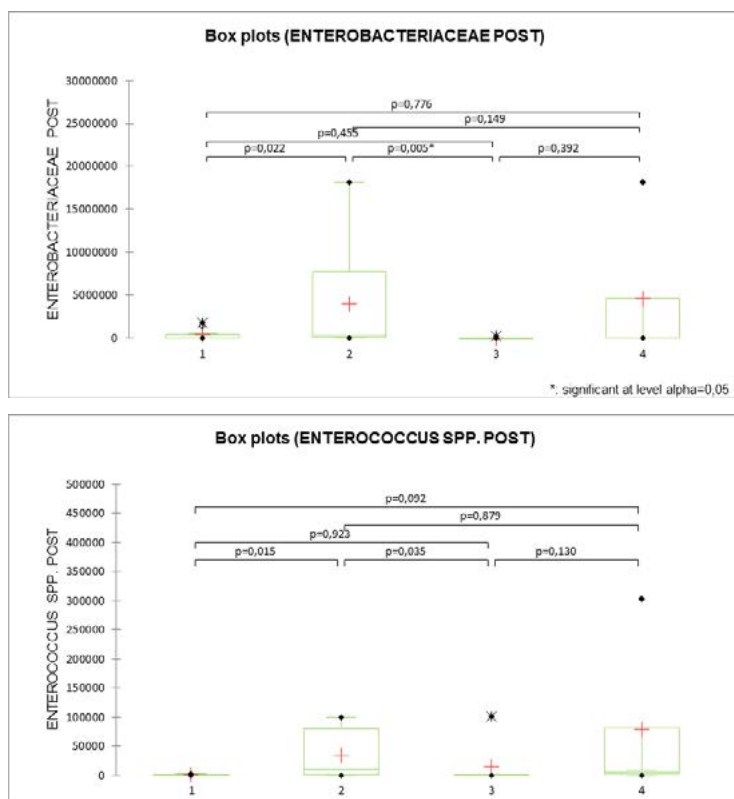 Box plots (ENTEROBACTERIACEAE POST)
ENTEROBACTERIACEAE POST
30000000
25000000
20000000
15000000
10000000
5000000
0
p=0,776
p=0,149
p=0,455
p=0,022 p=0,005* p=0,392
1 2 3 4
*: significant at level alpha=0,05
Box plots (ENTEROCOCCUS SPP. POST)
ENTEROCOCCUS SPP. POST
500000
450000
400000
350000
300000
250000
200000
150000
100000
50000
0
p=0,092
p=0,879
p=0,923
p=0,015 p=0,035 p=0,130
1 2 3 4